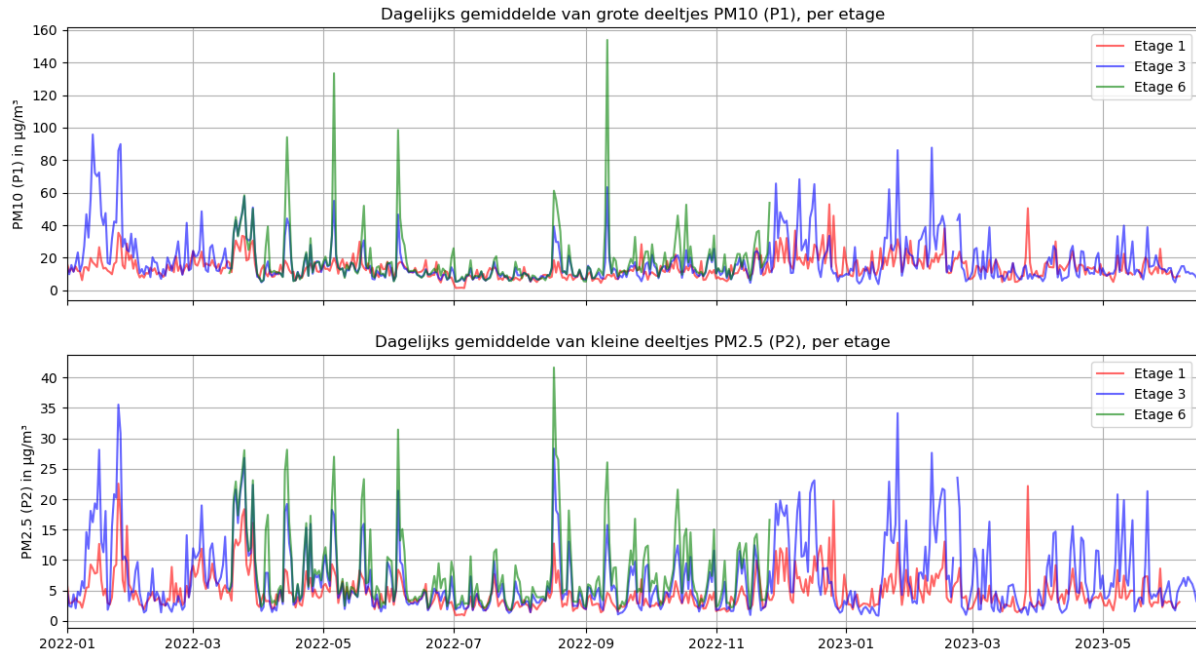 Dagelijks gemiddelde van grote deeltjes PM10 (P1), per etage
PM10 (P1) in µg/m³
160
140
120
100
80
60
40
20
0
Etage 1
Etage 3
Etage 6
Dagelijks gemiddelde van kleine deeltjes PM2.5 (P2), per etage
PM2.5 (P2) in µg/m³
40
35
30
25
20
15
10
5
0
Etage 1
Etage 3
Etage 6
2022-01
2022-03
2022-05
2022-07
2022-09
2022-11
2023-01
2023-03
2023-05